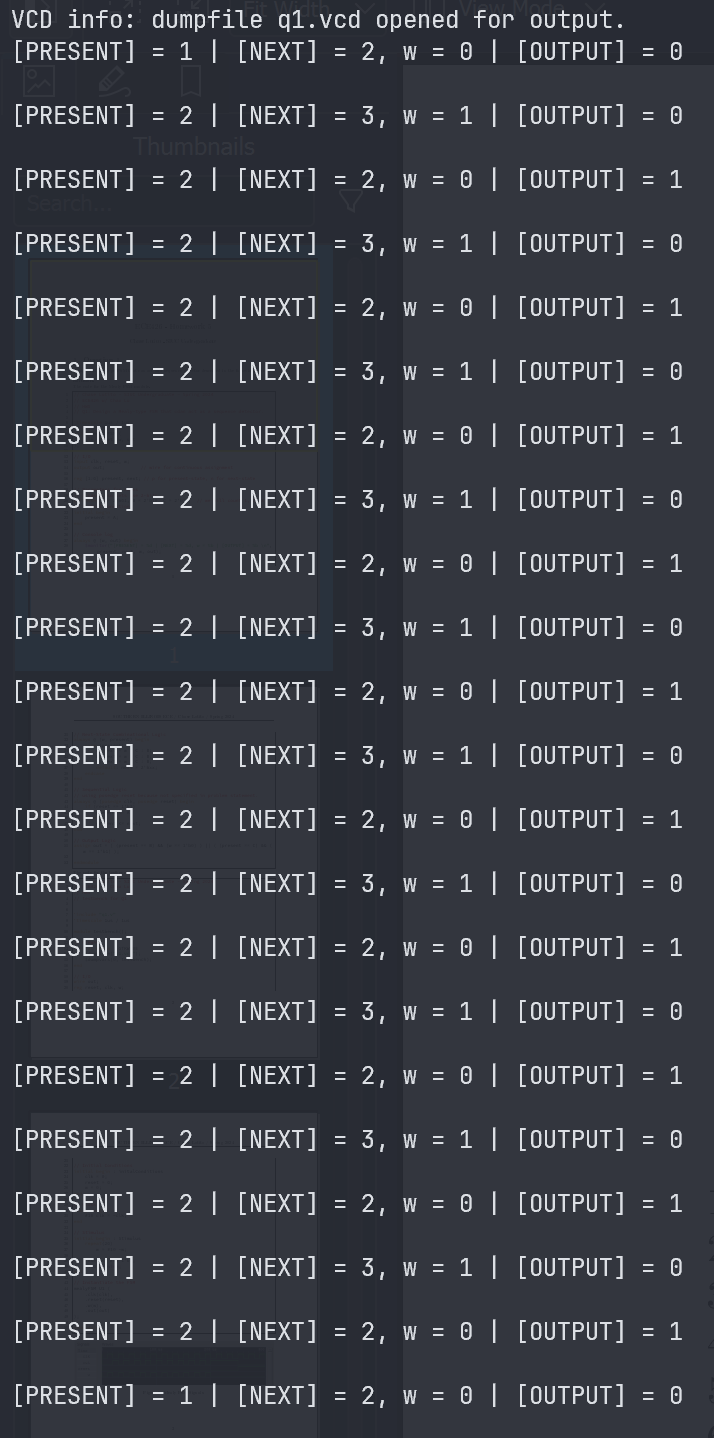 VCD info: dumpfile q1.vcd opened for output.
[PRESENT] = 1 | [NEXT] = 2, w = 0 | [OUTPUT] = 0
[PRESENT] = 2 | [NEXT] = 3, w = 1 | [OUTPUT] = 0
[PRESENT] = 2 | [NEXT] = 2, w = 0 | [OUTPUT] = 1
[PRESENT] = 2 | [NEXT] = 3, w = 1 | [OUTPUT] = 0
[PRESENT] = 2 | [NEXT] = 2, w = 0 | [OUTPUT] = 1
[PRESENT] = 2 | [NEXT] = 3, w = 1 | [OUTPUT] = 0
[PRESENT] = 2 | [NEXT] = 2, w = 0 | [OUTPUT] = 1
[PRESENT] = 2 | [NEXT] = 3, w = 1 | [OUTPUT] = 0
[PRESENT] = 2 | [NEXT] = 2, w = 0 | [OUTPUT] = 1
[PRESENT] = 2 | [NEXT] = 3, w = 1 | [OUTPUT] = 0
[PRESENT] = 2 | [NEXT] = 2, w = 0 | [OUTPUT] = 1
[PRESENT] = 2 | [NEXT] = 3, w = 1 | [OUTPUT] = 0
[PRESENT] = 2 | [NEXT] = 2, w = 0 | [OUTPUT] = 1
[PRESENT] = 2 | [NEXT] = 3, w = 1 | [OUTPUT] = 0
[PRESENT] = 2 | [NEXT] = 2, w = 0 | [OUTPUT] = 1
[PRESENT] = 2 | [NEXT] = 3, w = 1 | [OUTPUT] = 0
[PRESENT] = 2 | [NEXT] = 2, w = 0 | [OUTPUT] = 1
[PRESENT] = 2 | [NEXT] = 3, w = 1 | [OUTPUT] = 0
[PRESENT] = 2 | [NEXT] = 2, w = 0 | [OUTPUT] = 1
[PRESENT] = 2 | [NEXT] = 3, w = 1 | [OUTPUT] = 0
[PRESENT] = 2 | [NEXT] = 2, w = 0 | [OUTPUT] = 1
[PRESENT] = 1 | [NEXT] = 2, w = 0 | [OUTPUT] = 0
Fit Width
View Mode
Thumbnails
Search...
1
2